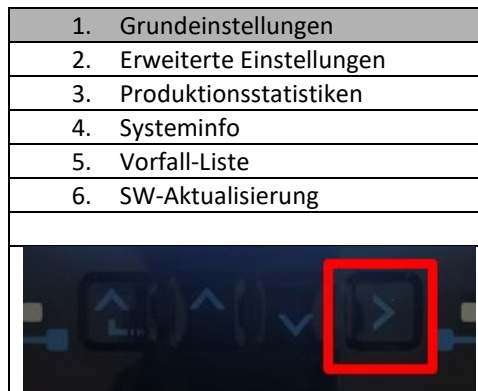 1. Grundeinstellungen
2. Erweiterte Einstellungen
3. Produktionsstatistiken
4. Systeminfo
5. Vorfall-Liste
6. SW-Aktualisierung